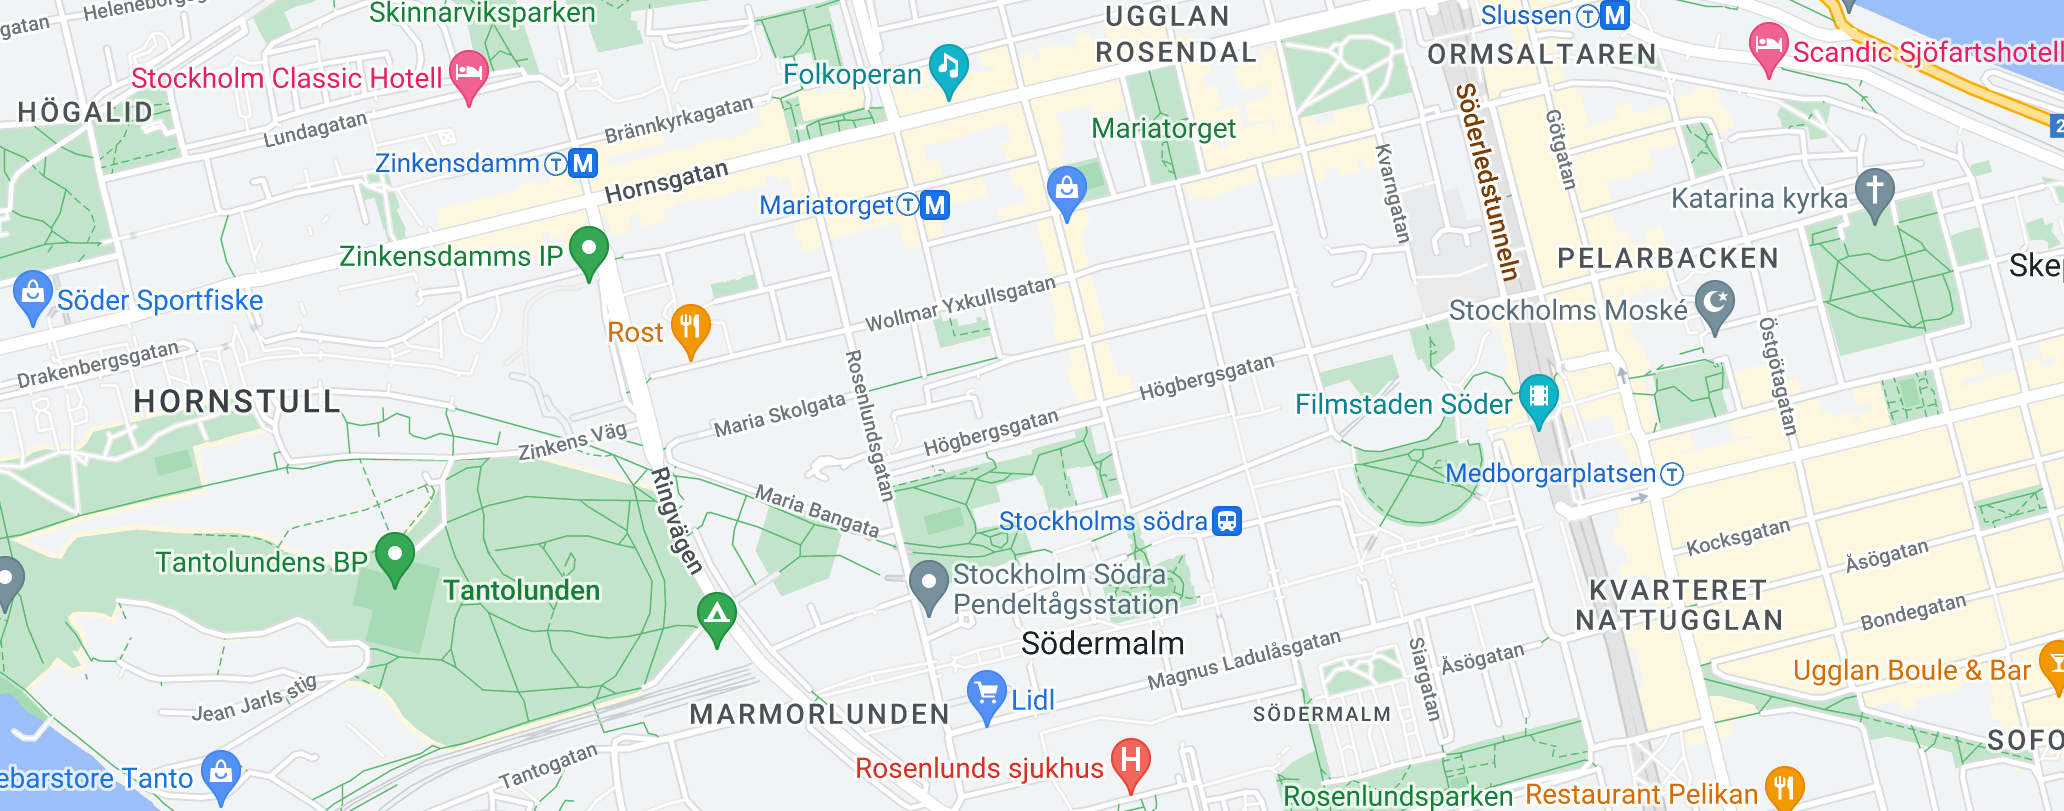 Heleneborgsgatan
gatan
Skinnarviksparken
UGGLAN
ROSENDAL
Slussen T M
ORMSALTAREN
Scandic Sjöfartshotell
Stockholm Classic Hotell
Folkoperan
HÖGALID
Lundagatan
Brännkyrkagatan
Mariatorget
Söderledstunneln
Götgatan
2
Zinkensdamm T M
Hornsgatan
Kvarngatan
Mariatorget T M
Katarina kyrka
Zinkensdamms IP
PELARBACKEN
Söder Sportfiske
Wollmar Yxkullsgatan
Stockholms Moské
Rost
Drakenbergsgatan
Östgötagatan
HORNSTULL
Rosenlundsgatan
Högbergsgatan
Maria Skolgata
Filmstaden Söder
Zinkens Väg
Högbergsgatan
Medborgarplatsen T
Ringvägen
Maria Bangata
Stockholms södra
Kocksgatan
Åsögatan
Tantolundens BP
Tantolunden
Stockholm Södra
Pendeltågsstation
KVARTERET
NATTUGGLAN
Bondegatan
Södermalm
Magnus Ladulåsgatan
Siargatan
Åsögatan
Ugglan Boule & Bar
Jean Jarls stig
Lidl
MARMORLUNDEN
SÖDERMALM
SOFO
ebarstore Tanto
Tantogatan
Rosenlunds sjukhus
H
Rosenlundsparken
Restaurant Pelikan
Ske